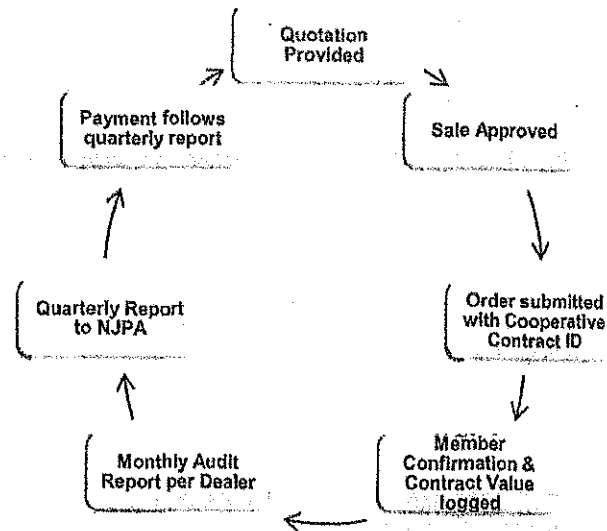 Quotation
Provided
Sale Approved
Order submitted
with Cooperative
Contract ID
Member
Confirmation &
Contract Value
logged
Monthly Audit
Report per Dealer
Quarterly Report
to NJPA
Payment follows
quarterly report